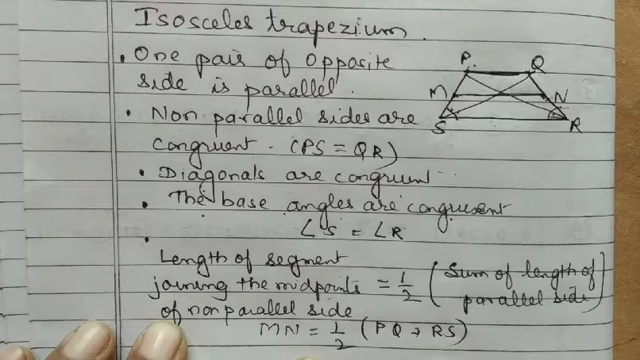 Isosceles trapezium.
• One pair of opposite
side is parallel.
• Non parallel sides are
congruent. (PS = QR)
• Diagonals are congruent
• The base angles are congruent
∠S = ∠R
• Length of segment
joining the midpoints = 1/2 (Sum of length of
parallel side)
of non parallel side
MN = 1/2 (PQ + RS)
P Q
M N
S R